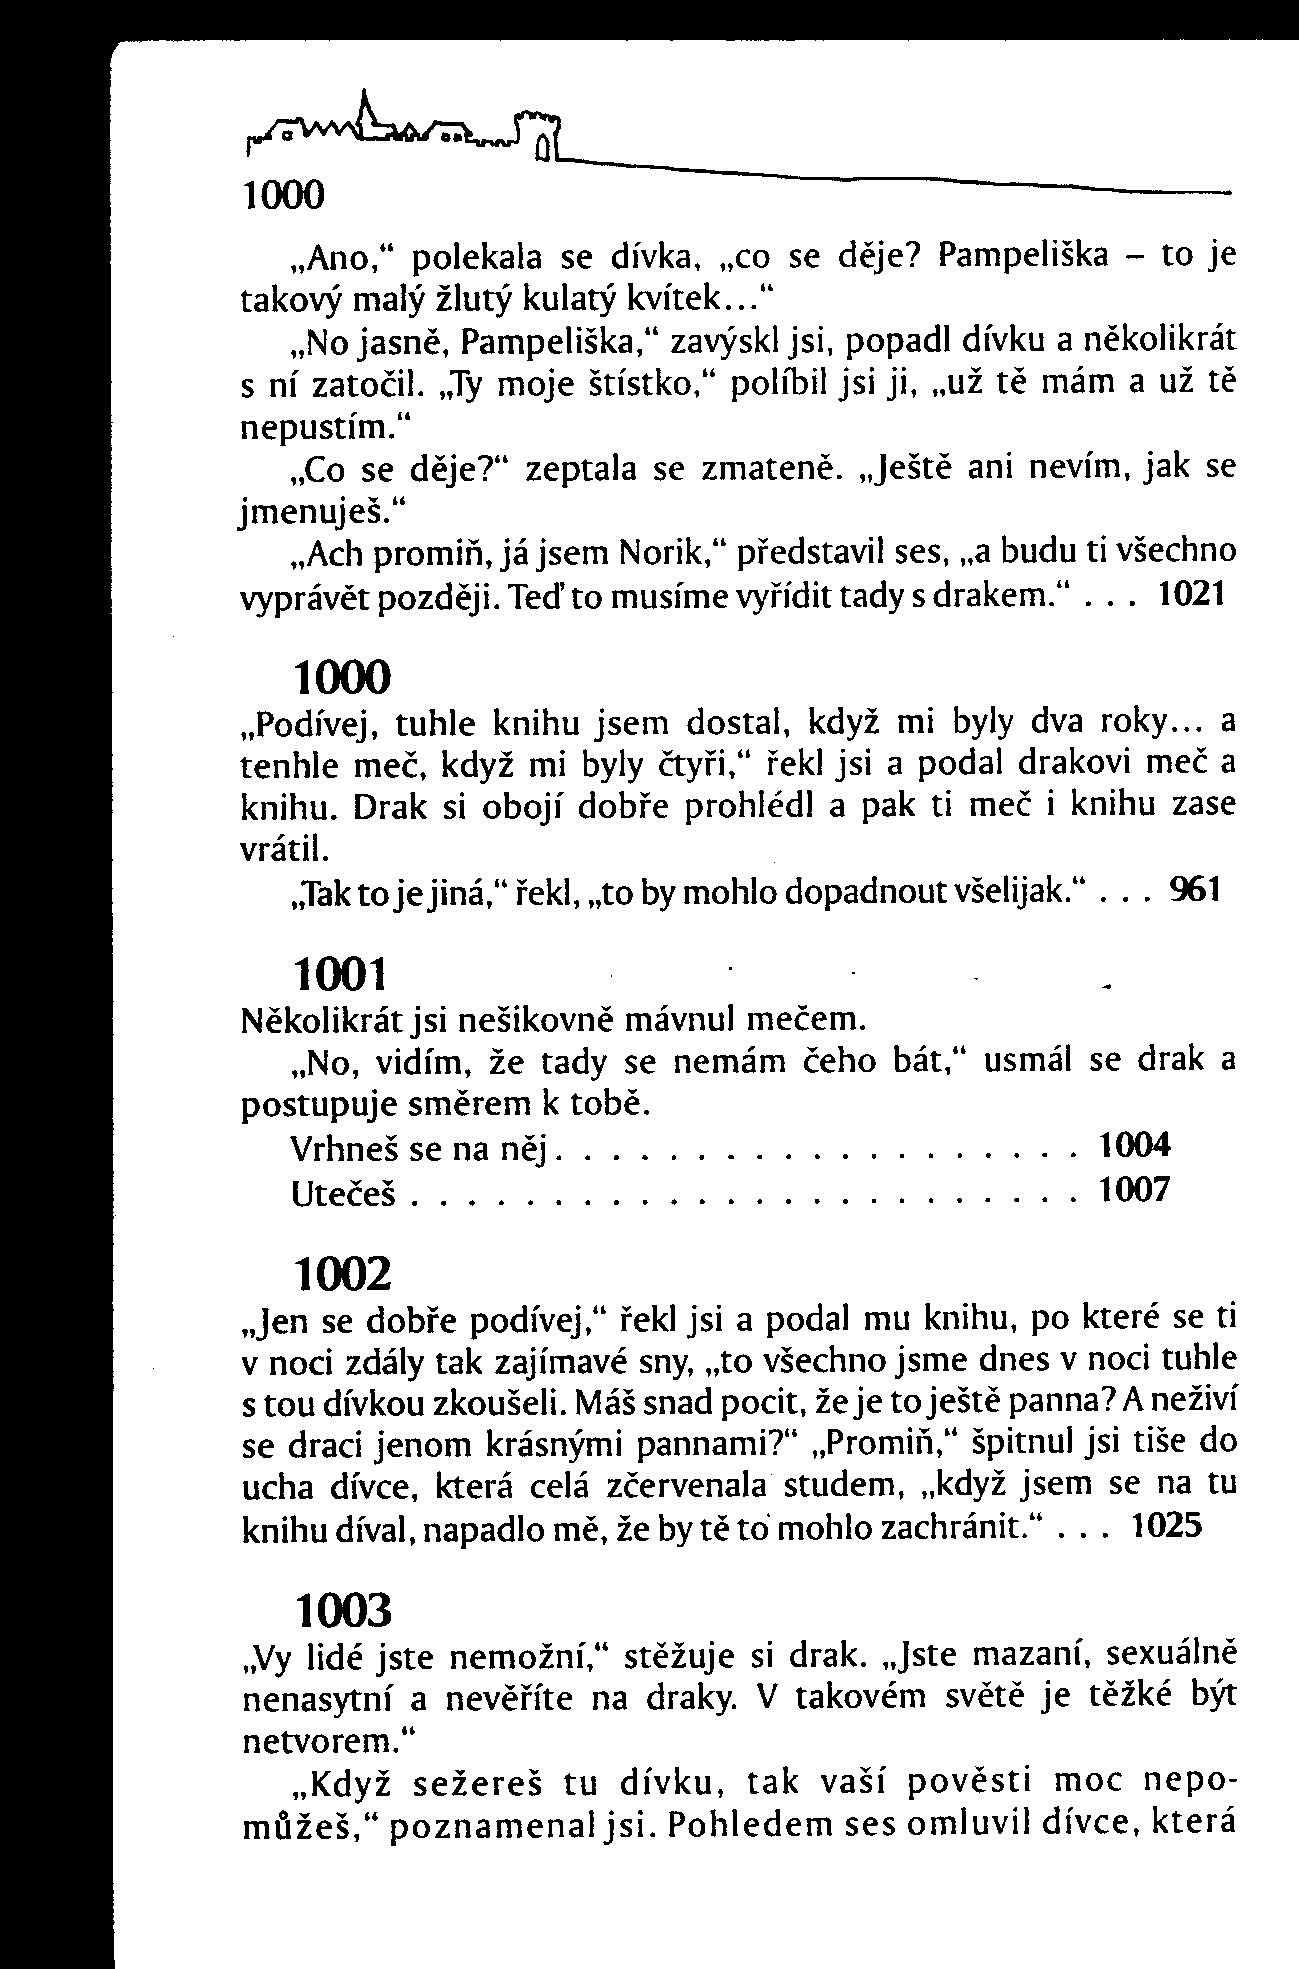 1000
„Ano,“ polekala se dívka, „co se děje? Pampeliška – to je
takový malý žlutý kulatý kvítek...“
„No jasně, Pampeliška,“ zavýskl jsi, popadl dívku a několikrát
s ní zatočil. „Ty moje štístko,“ políbil jsi ji, „už tě mám a už tě
nepustím.“
„Co se děje?“ zeptala se zmateně. „Ještě ani nevím, jak se
jmenuješ.“
„Ach promiň, já jsem Norik,“ představil ses, „a budu ti všechno
vyprávět později. Teď to musíme vyřídit tady s drakem.“ . . . 1021
1000
„Podívej, tuhle knihu jsem dostal, když mi byly dva roky... a
tenhle meč, když mi byly čtyři,“ řekl jsi a podal drakovi meč a
knihu. Drak si obojí dobře prohlédl a pak ti meč i knihu zase
vrátil.
„Tak to je jiná,“ řekl, „to by mohlo dopadnout všelijak.“ . . . 961
1001
Několikrát jsi nešikovně mávnul mečem.
„No, vidím, že tady se nemám čeho bát,“ usmál se drak a
postupuje směrem k tobě.
Vrhneš se na něj . . . . . . . . . . . . . . . . . . . 1004
Utečeš . . . . . . . . . . . . . . . . . . . . . . . . 1007
1002
„Jen se dobře podívej,“ řekl jsi a podal mu knihu, po které se ti
v noci zdály tak zajímavé sny, „to všechno jsme dnes v noci tuhle
s tou dívkou zkoušeli. Máš snad pocit, že je to ještě panna? A neživí
se draci jenom krásnými pannami?“ „Promiň,“ špitnul jsi tiše do
ucha dívce, která celá zčervenala studem, „když jsem se na tu
knihu díval, napadlo mě, že by tě to mohlo zachránit.“ . . . 1025
1003
„Vy lidé jste nemožní,“ stěžuje si drak. „Jste mazaní, sexuálně
nenasytní a nevěříte na draky. V takovém světě je těžké být
netvorem.“
„Když sežereš tu dívku, tak vaší pověsti moc nepo-
můžeš,“ poznamenal jsi. Pohledem ses omluvil dívce, která